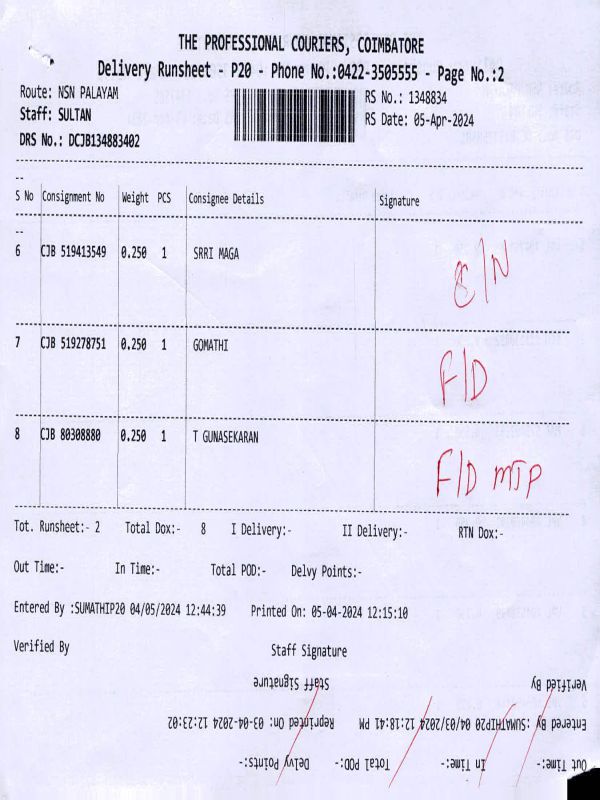 THE PROFESSIONAL COURIERS, COIMBATORE
Delivery Runsheet - P20 - Phone No.:0422-3505555 - Page No.:2
Route: NSN PALAYAM RS No.: 1348834
Staff: SULTAN RS Date: 05-Apr-2024
DRS No.: DCJB134883402
S No Consignment No Weight PCS Consignee Details Signature
6 CJB 519413549 0.250 1 SRRI MAGA
7 CJB 519278751 0.250 1 GOMATHI F/D
8 CJB 80308880 0.250 1 T GUNASEKARAN F/D MTP
Tot. Runsheet:- 2 Total Dox:- 8 I Delivery:- II Delivery:- RTN Dox:-
Out Time:- In Time:- Total POD:- Delvy Points:-
Entered By :SUMATHIP20 04/05/2024 12:44:39 Printed On: 05-04-2024 12:15:10
Verified By Staff Signature
Out Time:- In Time:- Total POD:- Delvy Points:-
Entered By :SUMATHIP20 04/03/2024 12:18:41 PM Reprinted On: 03-04-2024 12:23:02
Verified By Staff Signature